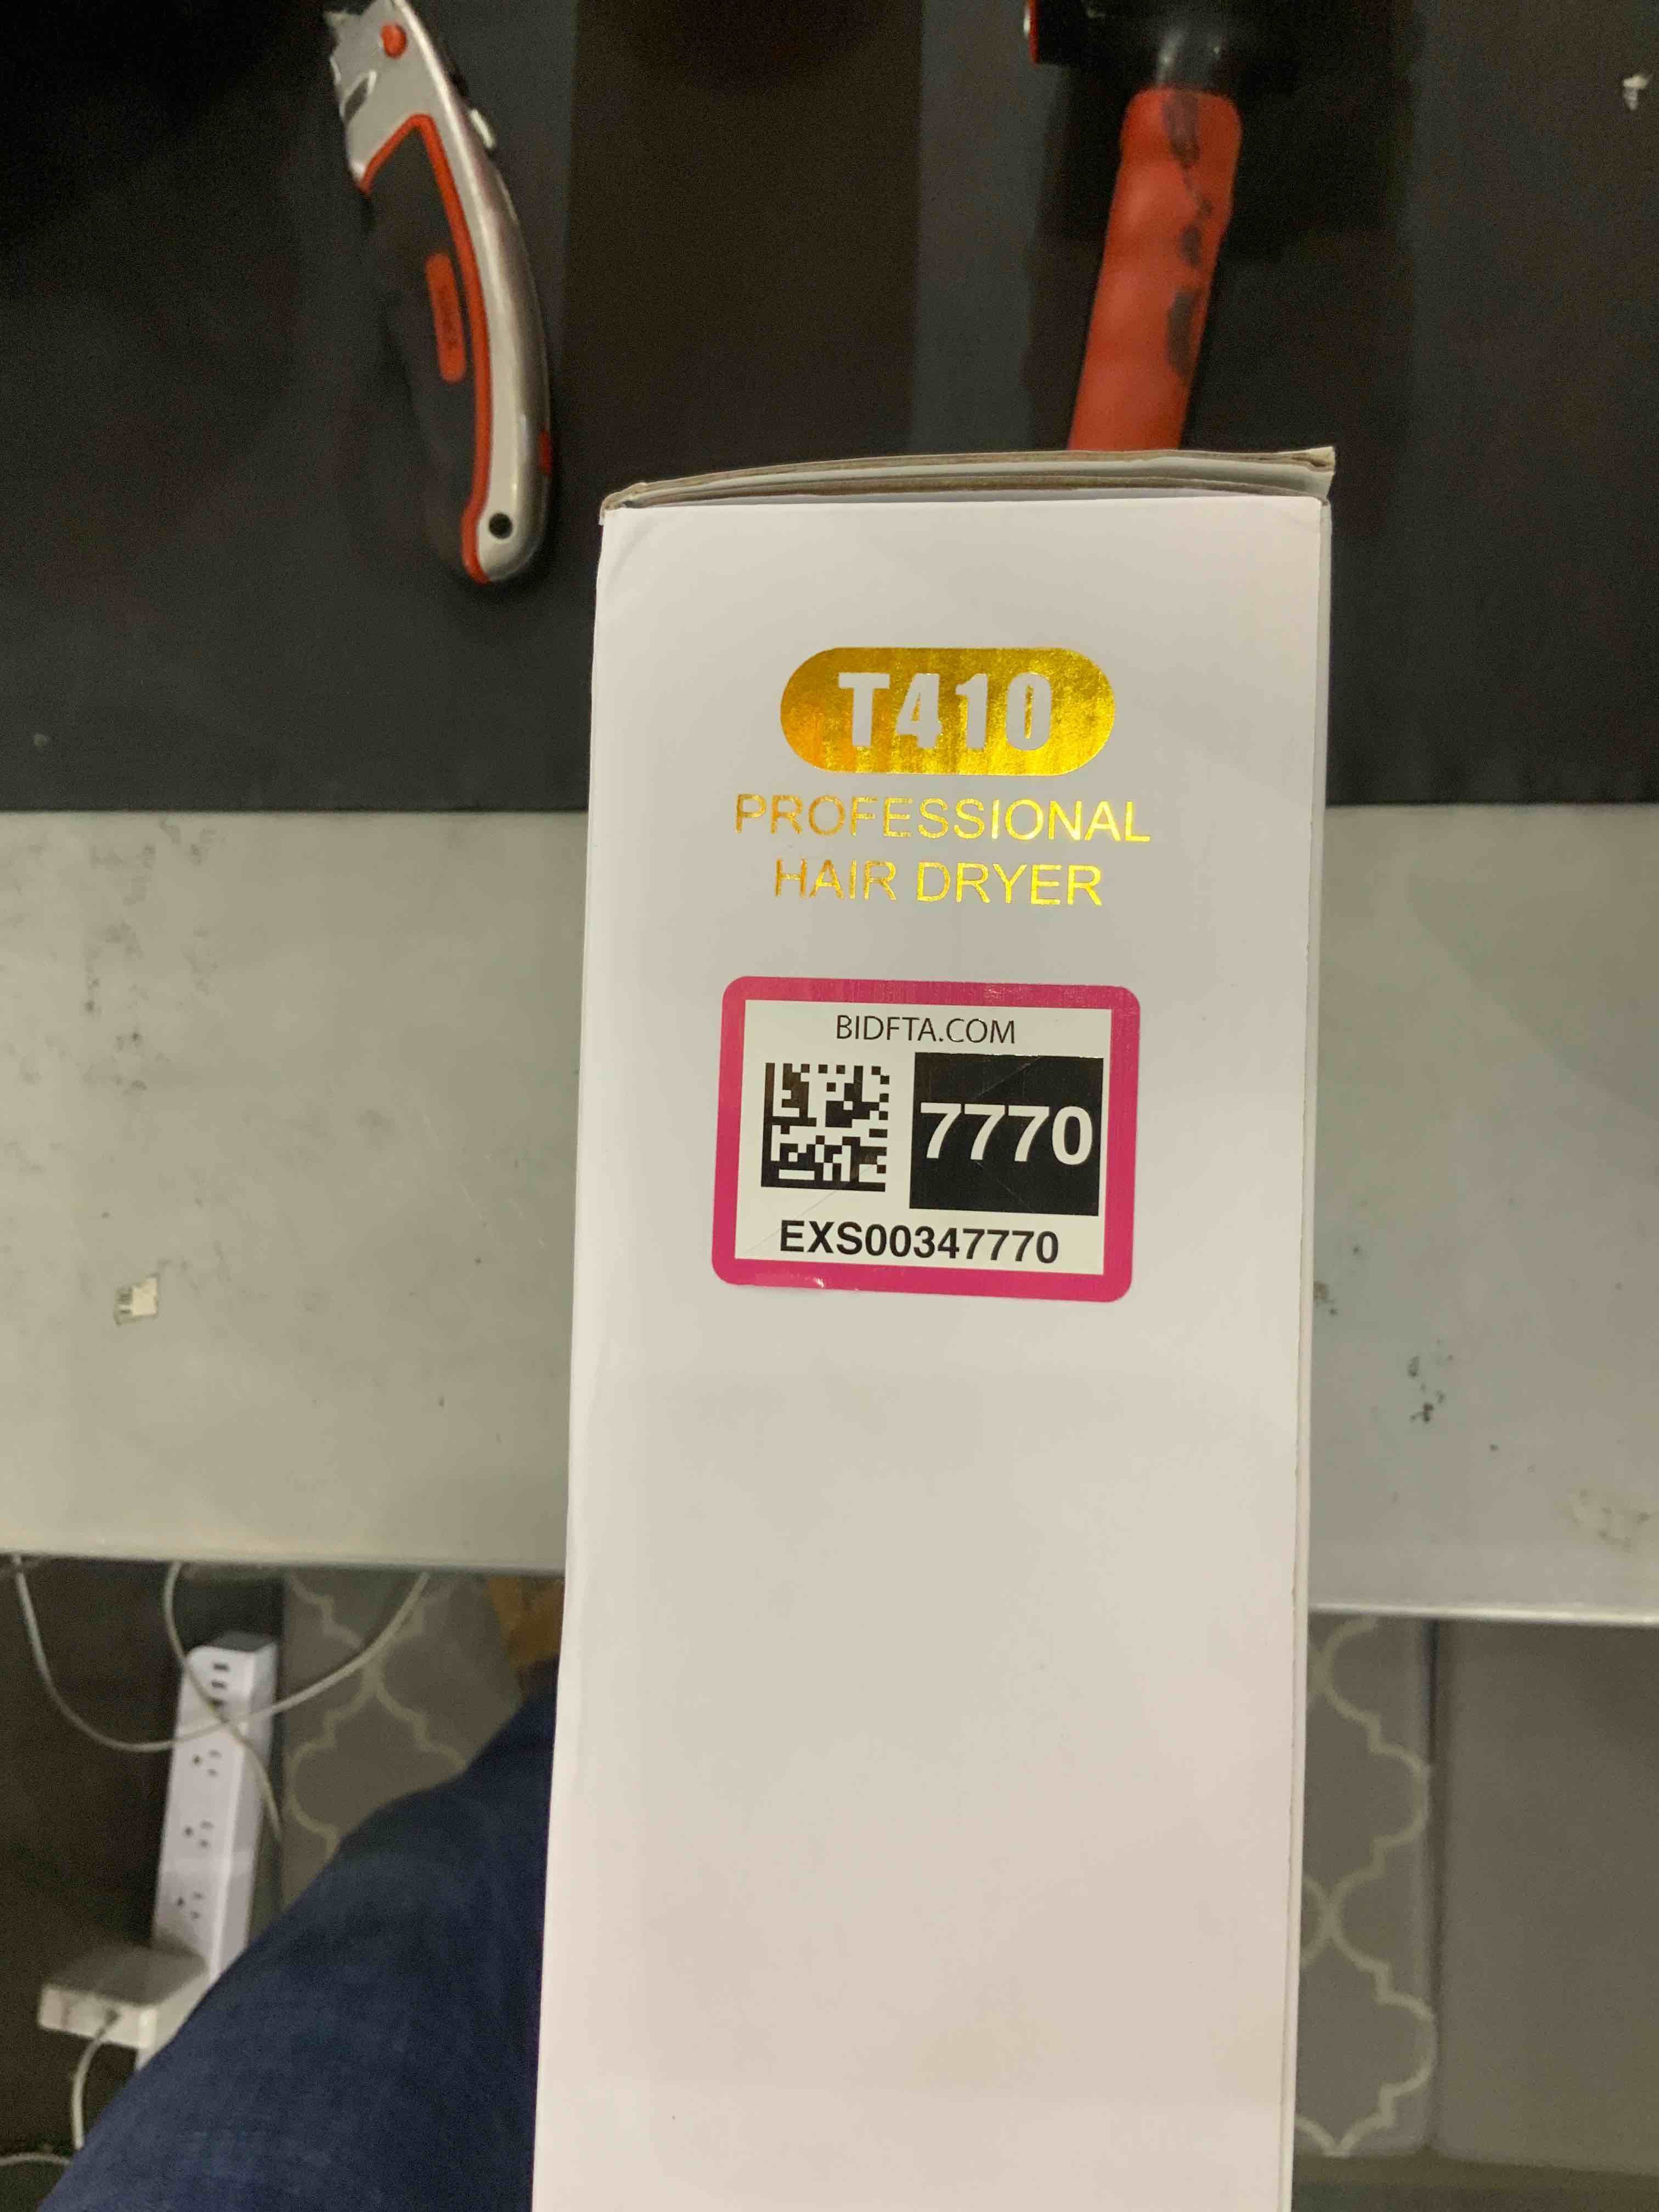 T410
PROFESSIONAL
HAIR DRYER
BIDFTA.COM
7770
EXS00347770